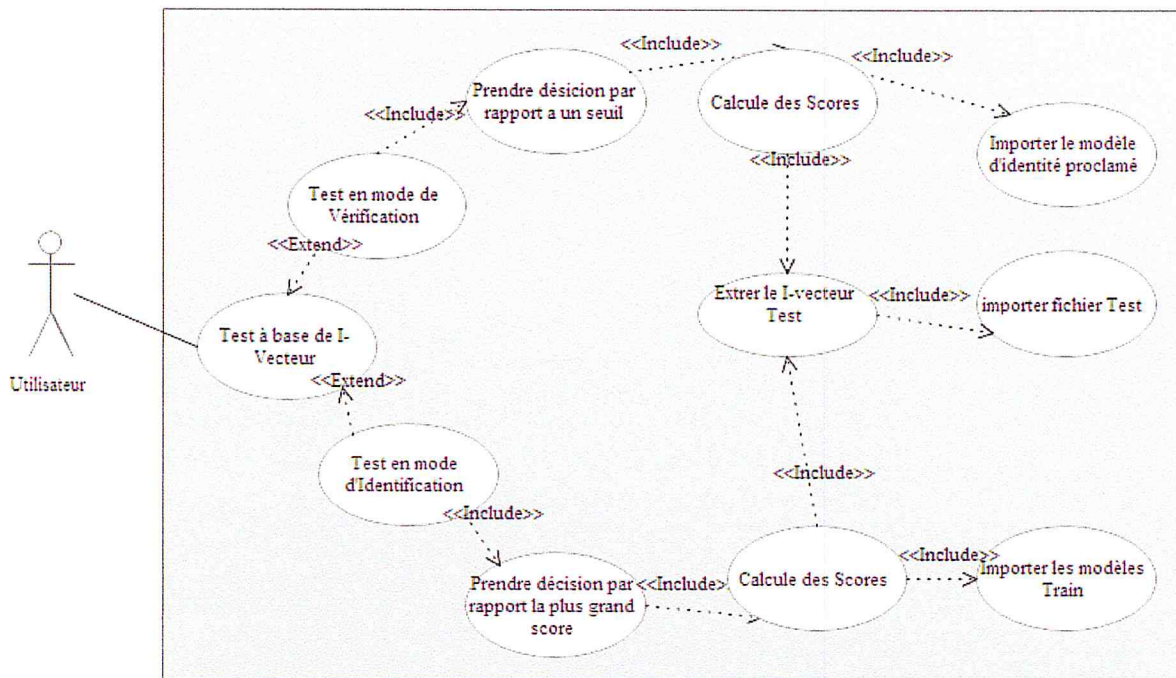 <<Include>>
<<Include>>
Prendre désicion par
rapport a un seuil
Calcule des Scores
<<Include>>
Importer le modèle
d'identité proclamé
<<Include>>
Test en mode de
Vérification
<<Extend>>
Extrer le I-vecteur
Test
<<Include>>
importer fichier Test
Test à base de I-
Vecteur
Utilisateur
<<Extend>>
Test en mode
d'Identification
<<Include>>
<<Include>>
Prendre décision par
rapport la plus grand
score
<<Include>
Calcule des Scores
<<Include>>
Importer les modèles
Train